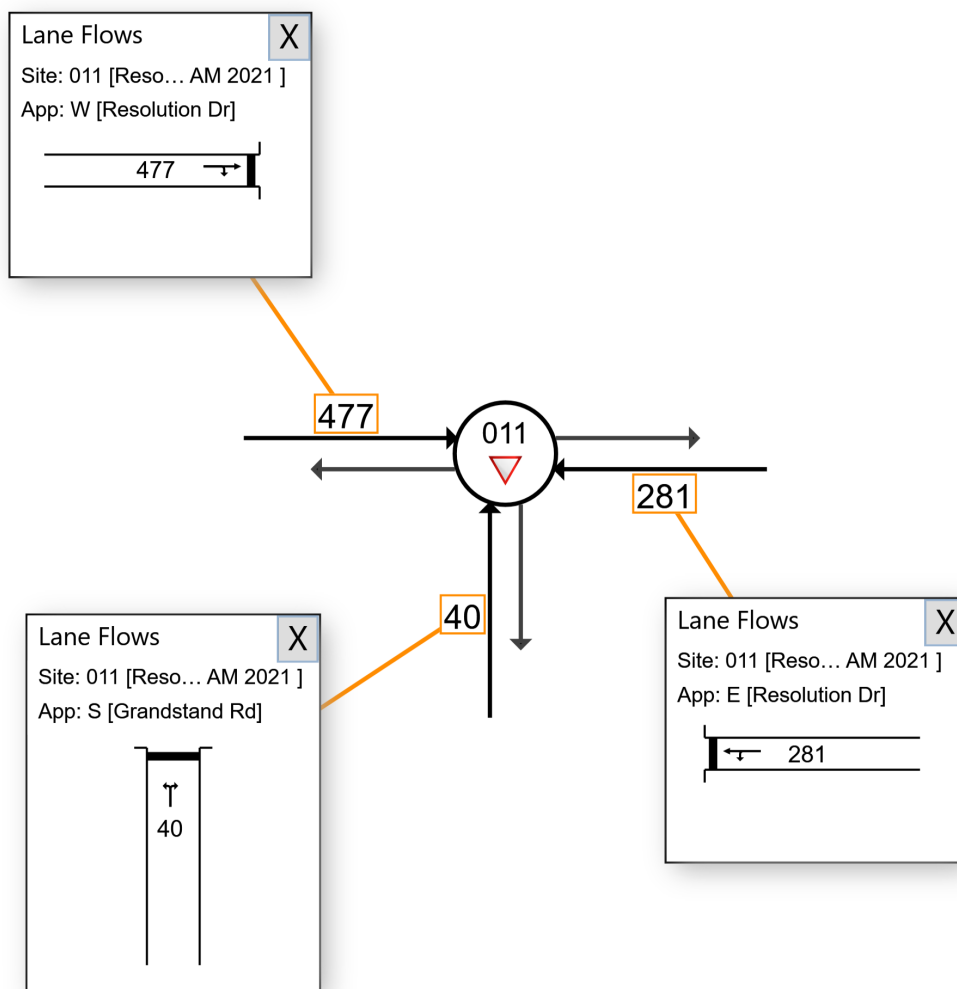 Lane Flows
X
Site: 011 [Reso... AM 2021 ]
App: W [Resolution Dr]
477
477
011
281
40
Lane Flows
X
Site: 011 [Reso... AM 2021 ]
App: S [Grandstand Rd]
40
Lane Flows
X
Site: 011 [Reso... AM 2021 ]
App: E [Resolution Dr]
281